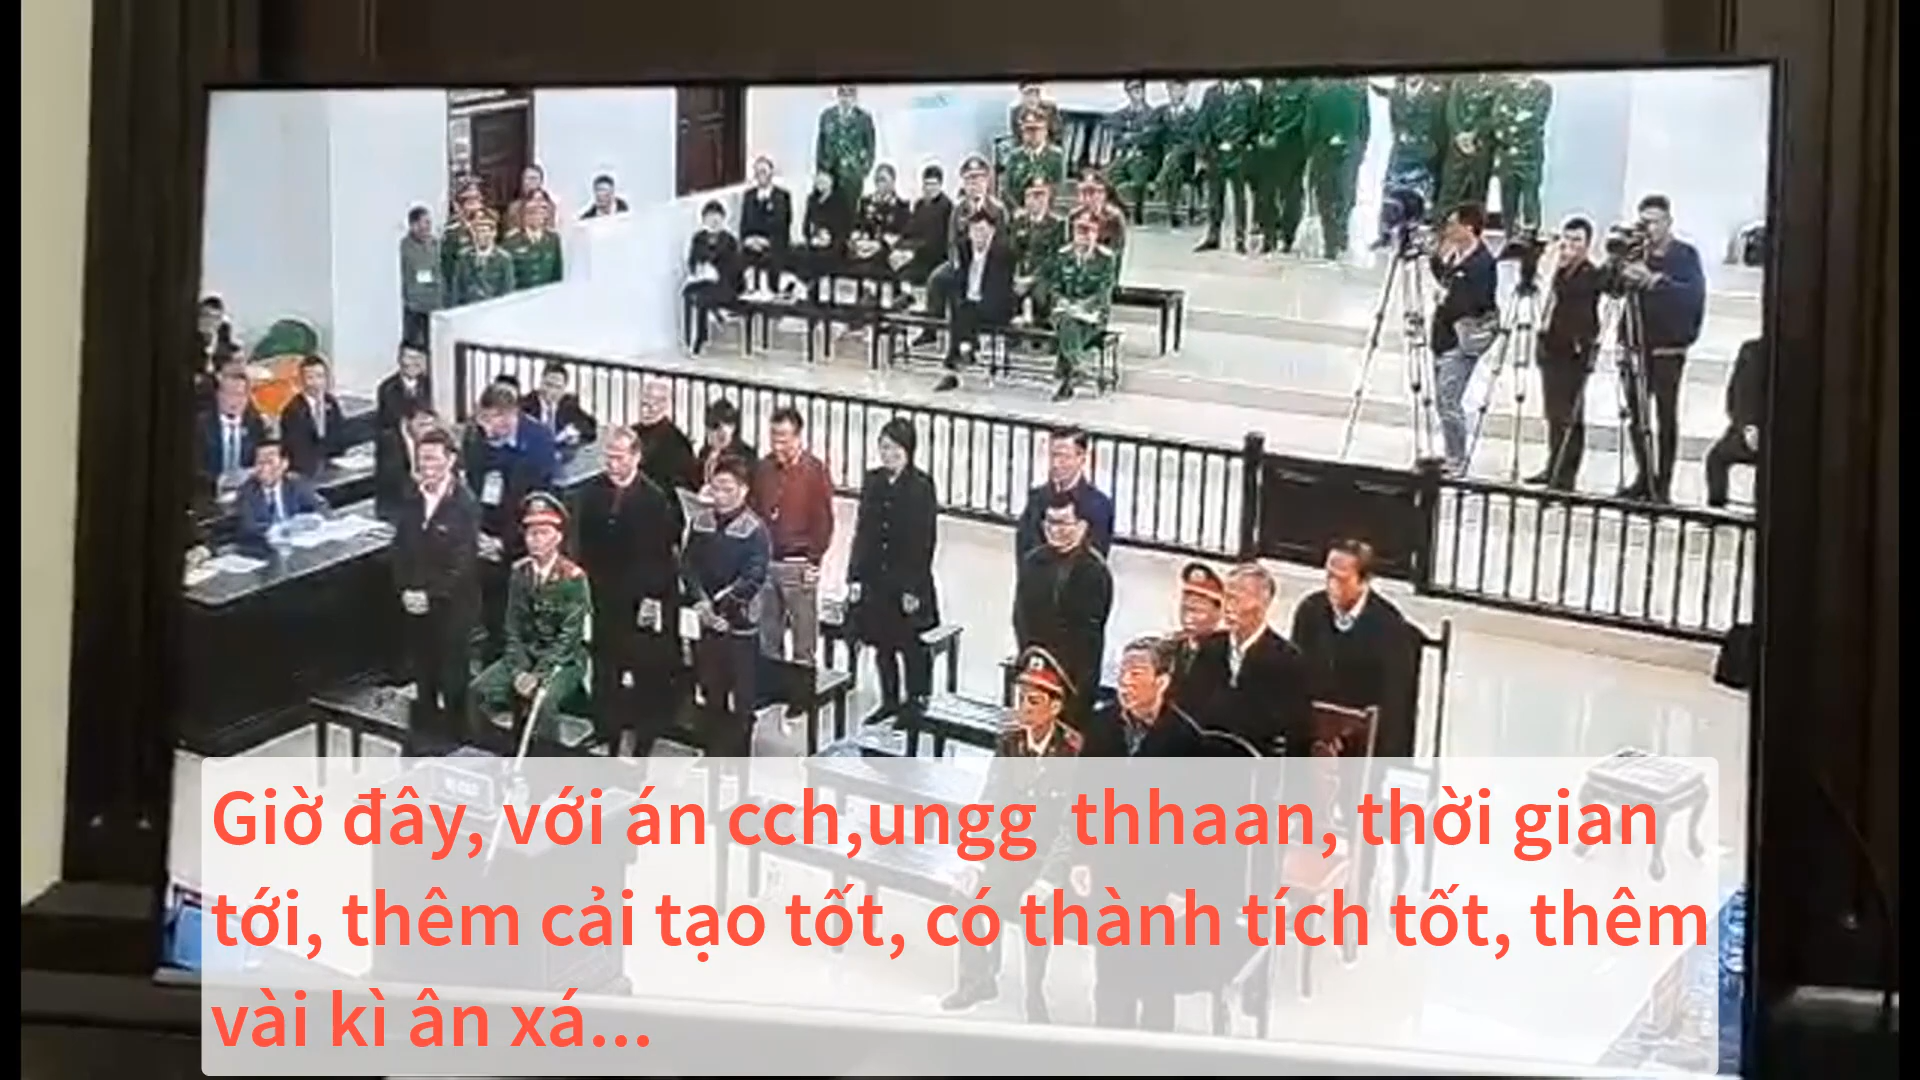 Giờ đây, với án cch,ungg thhaan, thời gian
tới, thêm cải tạo tốt, có thành tích tốt, thêm
vài kì ân xá...